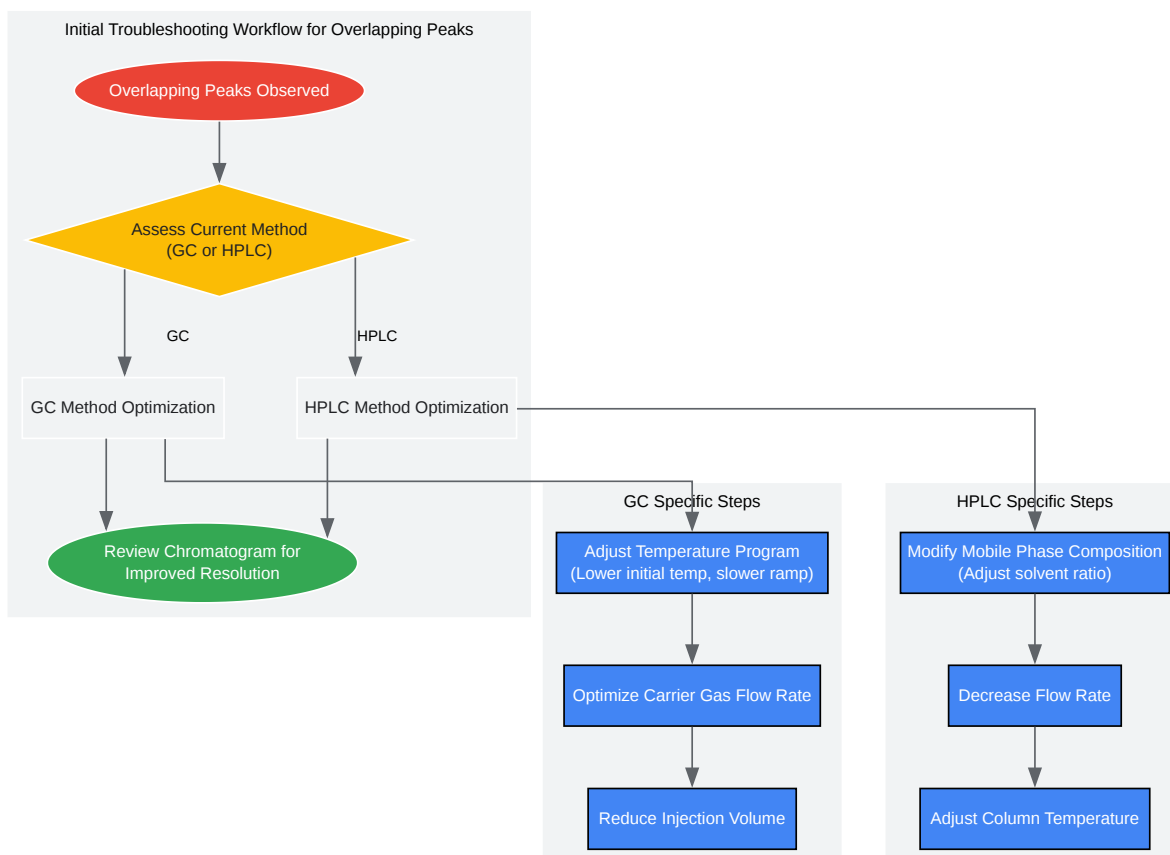 Initial Troubleshooting Workflow for Overlapping Peaks
Overlapping Peaks Observed
Assess Current Method
(GC or HPLC)
GC
HPLC
GC Method Optimization
HPLC Method Optimization
Review Chromatogram for
Improved Resolution
GC Specific Steps
Adjust Temperature Program
(Lower initial temp, slower ramp)
Optimize Carrier Gas Flow Rate
Reduce Injection Volume
HPLC Specific Steps
Modify Mobile Phase Composition
(Adjust solvent ratio)
Decrease Flow Rate
Adjust Column Temperature